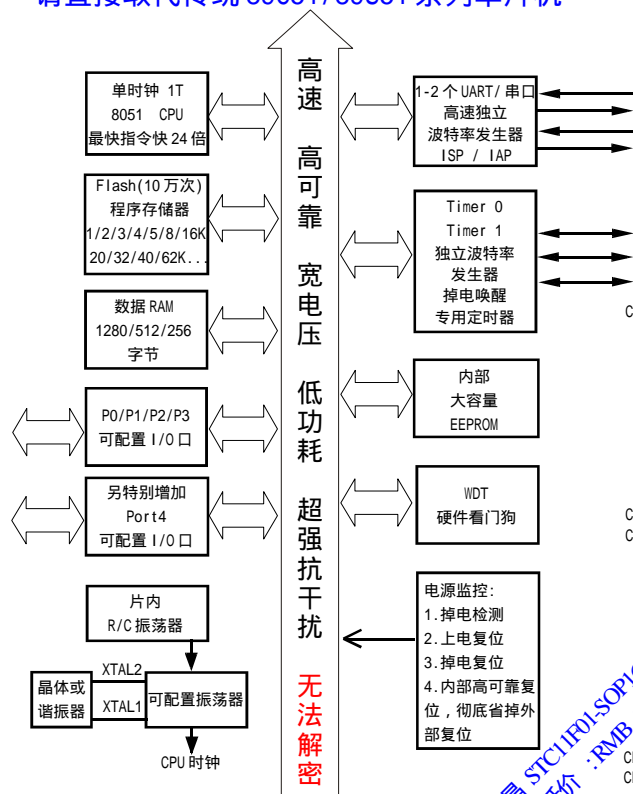 单时钟 1T
8051 CPU
最快指令快 24 倍
Flash(10万次)
程序存储器
1/2/3/4/5/8/16K
20/32/40/62K...
数据 RAM
1280/512/256
字节
P0/P1/P2/P3
可配置 I/O 口
另特别增加
Port4
可配置 I/O 口
片内
R/C 振荡器
晶体或
谐振器
XTAL2
XTAL1
可配置振荡器
CPU 时钟
高速 高可靠 宽电压 低功耗 超强抗干扰 无法解密
1-2 个 UART/ 串口
高速独立
波特率发生器
ISP / IAP
Timer 0
Timer 1
独立波特率
发生器
掉电唤醒
专用定时器
内部
大容量
EEPROM
WDT
硬件看门狗
电源监控:
1.掉电检测
2.上电复位
3.掉电复位
4.内部高可靠复
位，彻底省掉外
部复位
STC11F01-SOP1
价 ：RMB
C
C
C